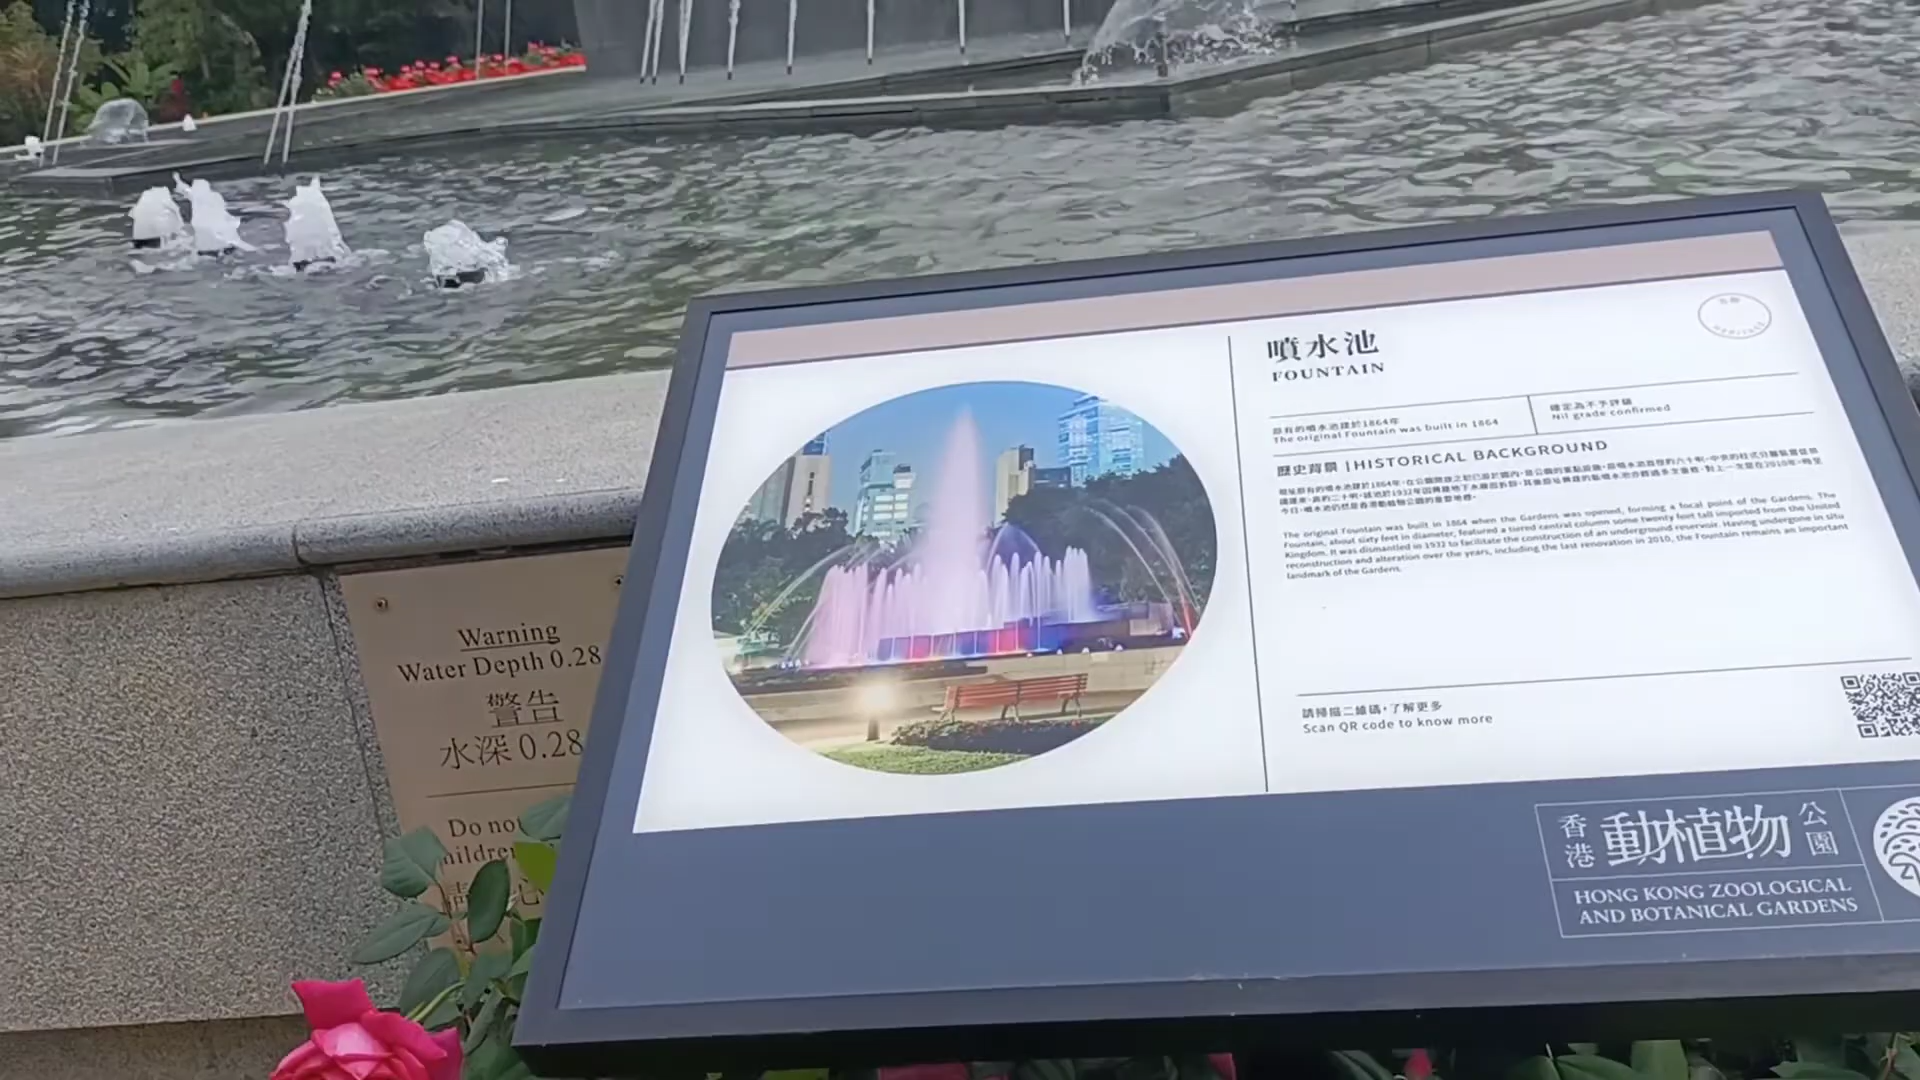 噴水池
FOUNTAIN
HERITAGE
原有的噴水池建於1864年
The original Fountain was built in 1864
確定為不予評級
Nil grade confirmed
歷史背景 | HISTORICAL BACKGROUND
The original Fountain was built in 1864 when the Gardens was opened, forming a focal point of the Gardens. The
Fountain, about sixty feet in diameter, featured a tiered central column some twenty feet tall imported from the United
Kingdom. It was dismantled in 1932 to facilitate the construction of an underground reservoir. Having undergone in situ
reconstruction and alteration over the years, including the last renovation in 2010, the Fountain remains an important
landmark of the Gardens.
請掃描二維碼，了解更多
Scan QR code to know more
香港動植物公園
HONG KONG ZOOLOGICAL
AND BOTANICAL GARDENS
Warning
Water Depth 0.28
警告
水深 0.28
Do not